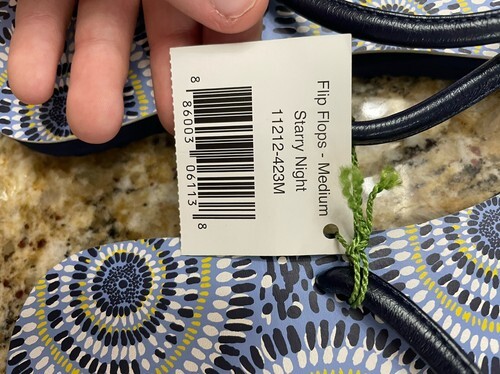 Flip Flops - Medium
Starry Night
11212-423M
8 86003 06113 8